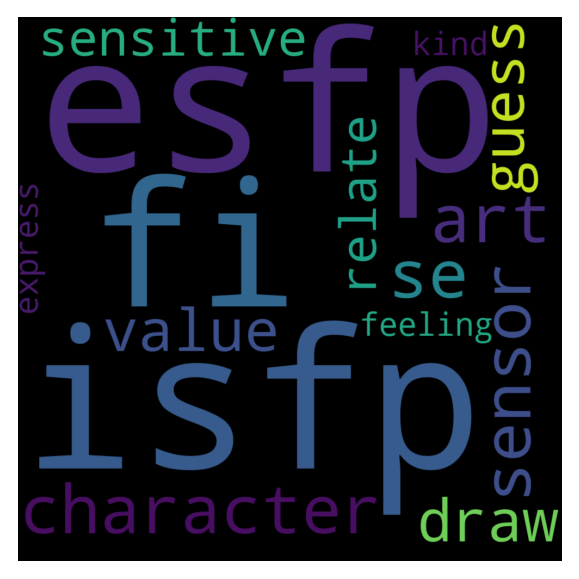 sensitive
kind
esfp
guess
relate
express
fi
art
se
value
feeling
sensor
isfp
character
draw